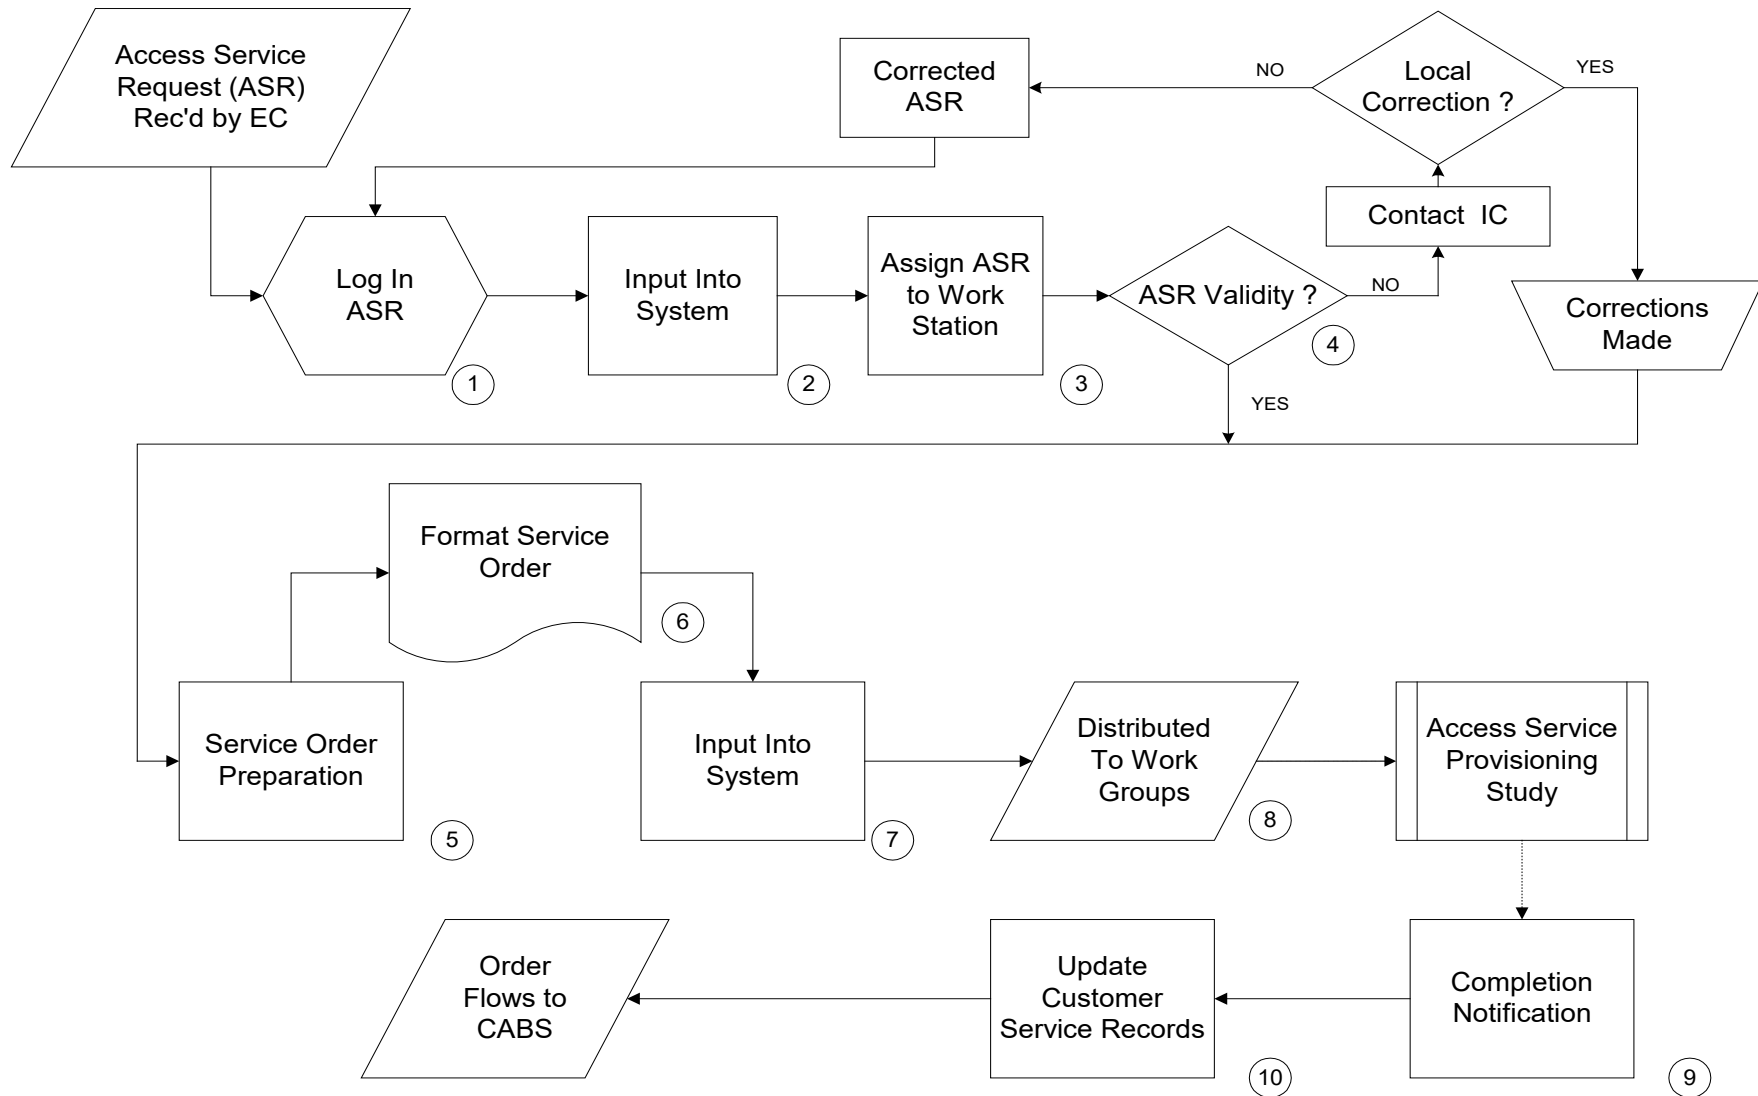 Access Service
Request (ASR)
Rec'd by EC
Corrected
ASR
NO
Local
Correction ?
YES
Contact IC
Log In
ASR
1
Input Into
System
2
Assign ASR
to Work
Station
3
ASR Validity ?
NO
4
YES
Corrections
Made
Format Service
Order
6
Service Order
Preparation
5
Input Into
System
7
Distributed
To Work
Groups
8
Access Service
Provisioning
Study
Order
Flows to
CABS
Update
Customer
Service Records
10
Completion
Notification
9